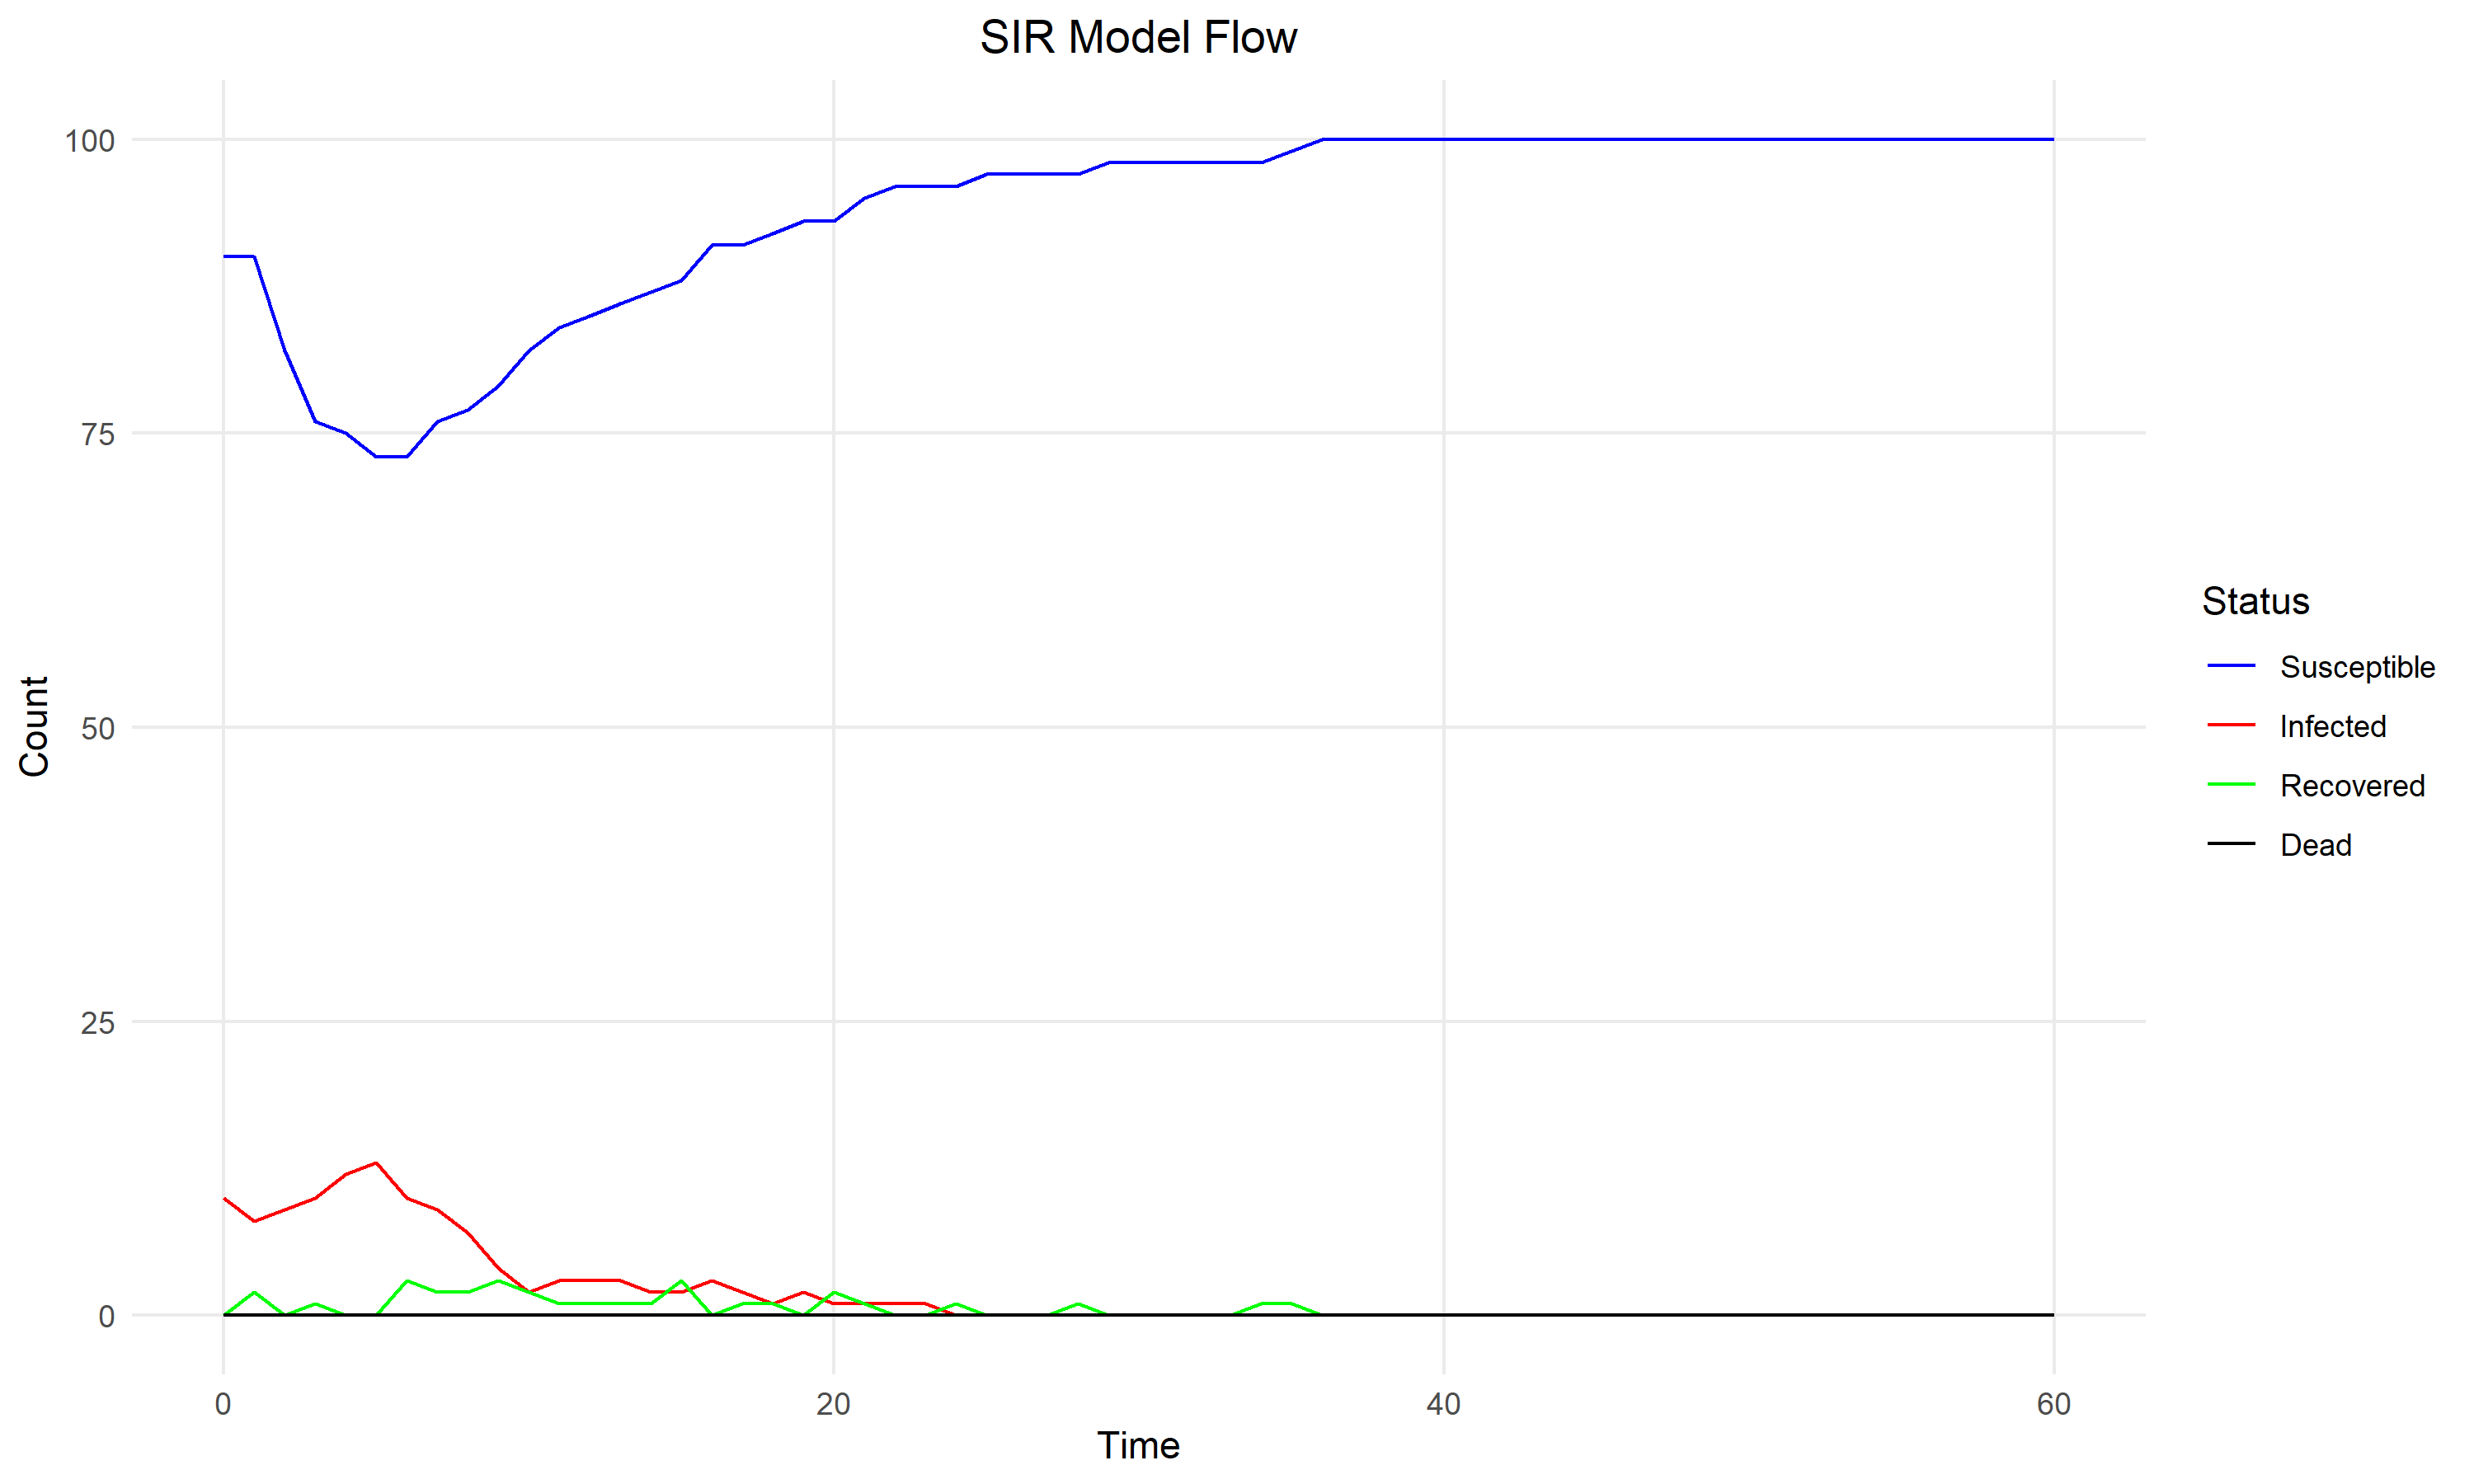 SIR Model Flow
100
75
50
25
0
Count
0 20 40 60
Time
Status
Susceptible
Infected
Recovered
Dead